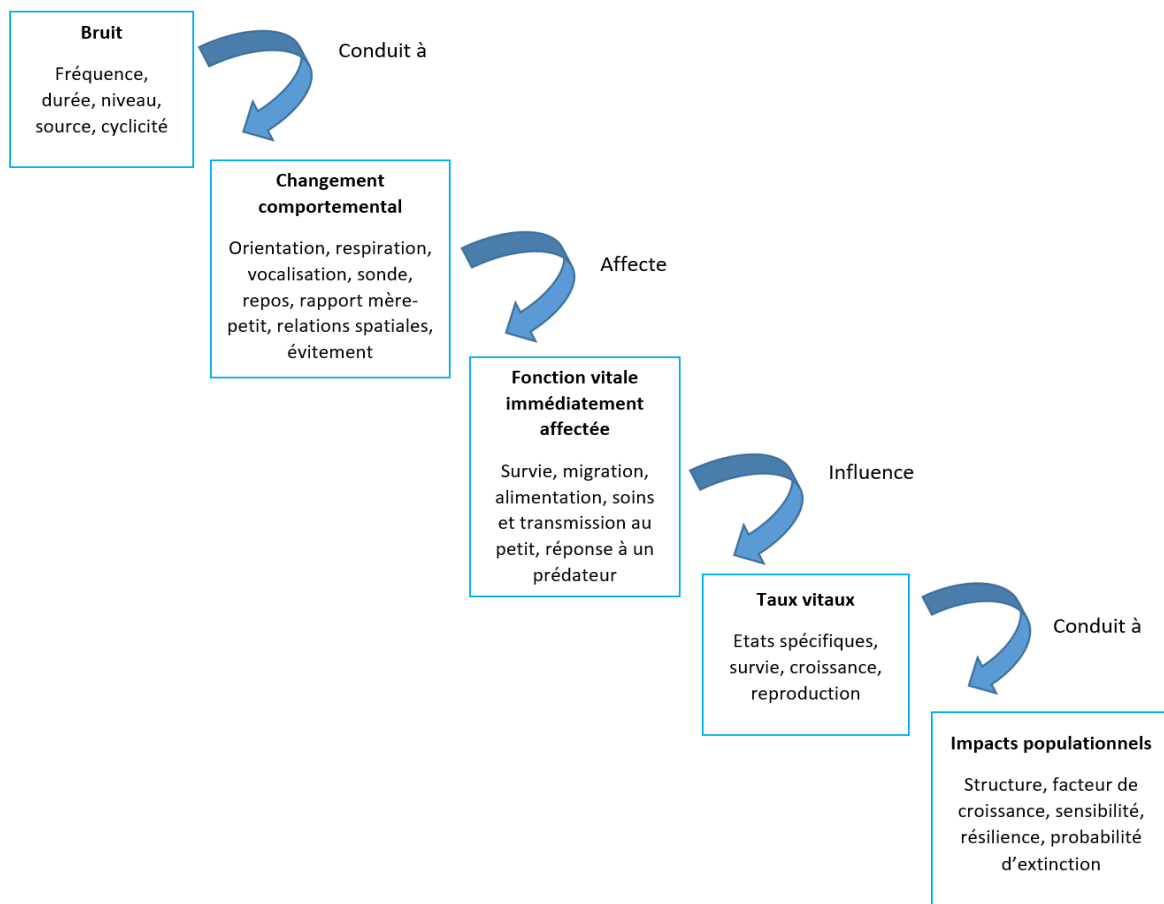 Bruit
Fréquence,
durée, niveau,
source, cyclicité
Conduit à
Changement
comportemental
Orientation, respiration,
vocalisation, sonde,
repos, rapport mère-
petit, relations spatiales,
évitement
Affecte
Fonction vitale
immédiatement
affectée
Survie, migration,
alimentation, soins
et transmission au
petit, réponse à un
prédateur
Influence
Taux vitaux
Etats spécifiques,
survie, croissance,
reproduction
Conduit à
Impacts populationnels
Structure, facteur de
croissance, sensibilité,
résilience, probabilité
d’extinction